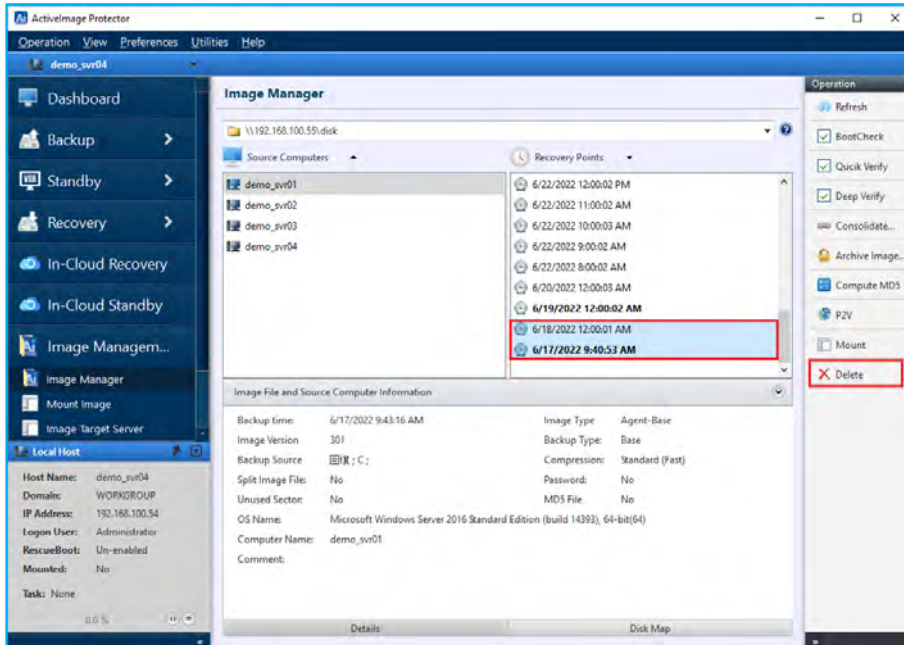 ActiveImage Protector
Operation View Preferences Utilities Help
demo_svr04
Dashboard
Backup
Standby
Recovery
In-Cloud Recovery
In-Cloud Standby
Image Managem...
Image Manager
Mount Image
Image Target Server
Local Host
Host Name: demo_svr04
Domain: WORKGROUP
IP Address: 192.168.100.54
Logon User: Administrator
RescueBoot: Un-enabled
Mounted: No
Task: None
0.0 %
Image Manager
\\192.168.100.55\disk
Source Computers
demo_svr01
demo_svr02
demo_svr03
demo_svr04
Recovery Points
6/22/2022 12:00:02 PM
6/22/2022 11:00:02 AM
6/22/2022 10:00:03 AM
6/22/2022 9:00:02 AM
6/22/2022 8:00:02 AM
6/20/2022 12:00:03 AM
6/19/2022 12:00:02 AM
6/18/2022 12:00:01 AM
6/17/2022 9:40:53 AM
Image File and Source Computer Information
Backup time: 6/17/2022 9:43:16 AM
Image Version 301
Backup Source ; C ;
Split Image File: No
Unused Sector: No
OS Name: Microsoft Windows Server 2016 Standard Edition (build 14393), 64-bit(64)
Computer Name: demo_svr01
Comment:
Image Type Agent-Base
Backup Type: Base
Compression: Standard (Fast)
Password: No
MD5 File No
Details
Disk Map
Operation
Refresh
BootCheck
Qucik Verify
Deep Verify
Consolidate...
Archive Image...
Compute MD5
P2V
Mount
Delete